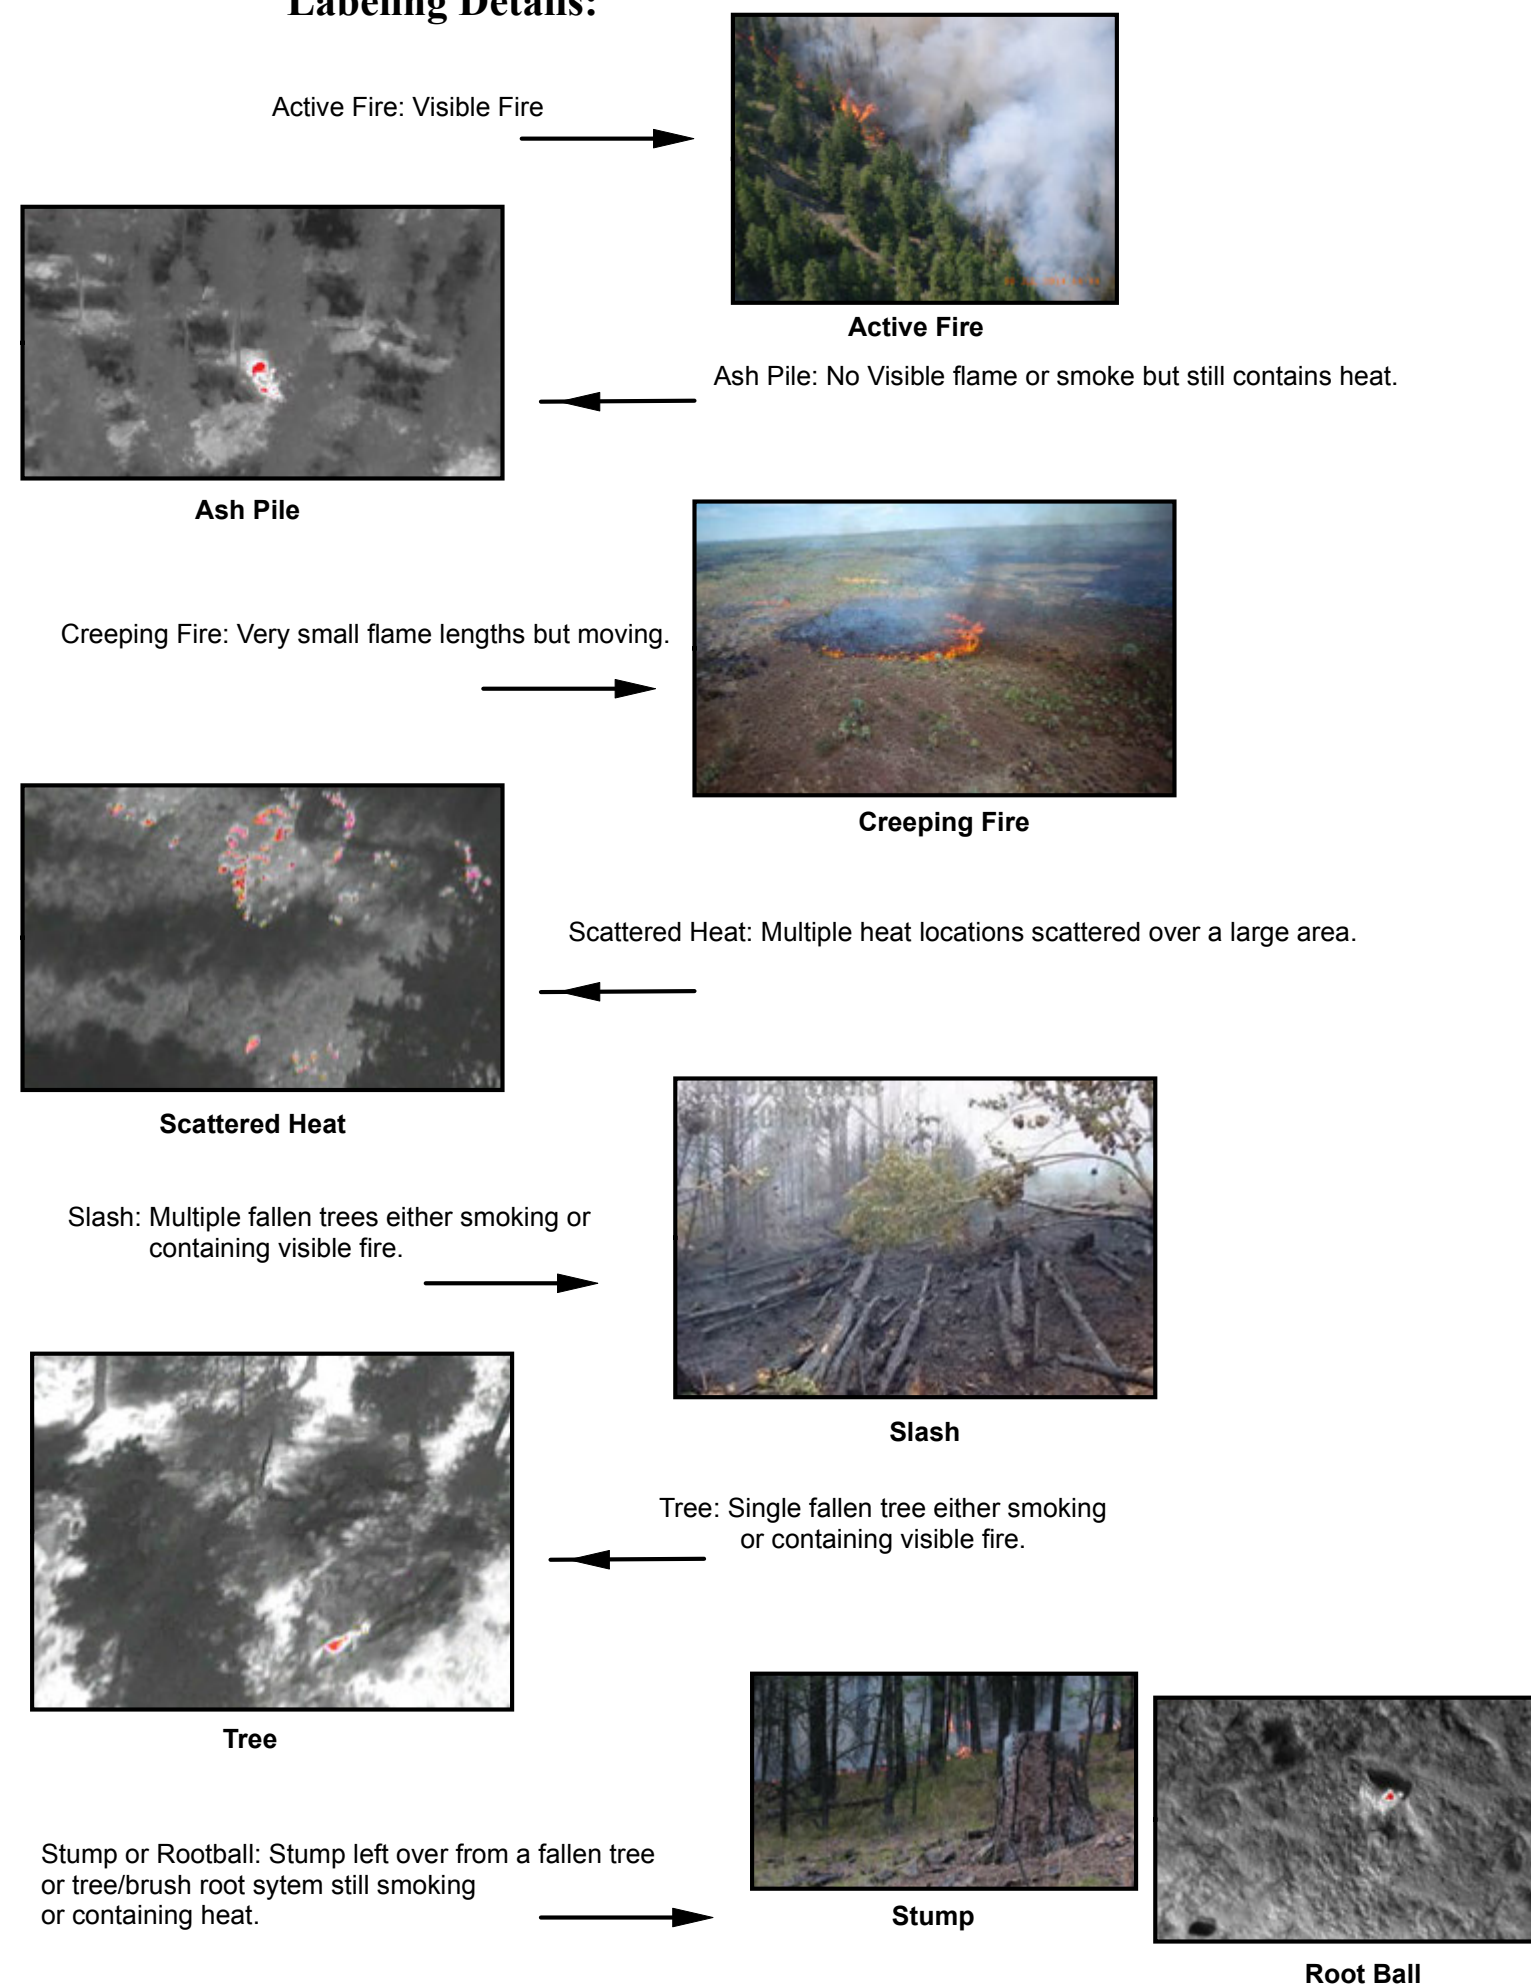 Labeling Details:
Active Fire: Visible Fire
Active Fire
Ash Pile: No Visible flame or smoke but still contains heat.
Ash Pile
Creeping Fire: Very small flame lengths but moving.
Creeping Fire
Scattered Heat: Multiple heat locations scattered over a large area.
Scattered Heat
Slash: Multiple fallen trees either smoking or
containing visible fire.
Slash
Tree: Single fallen tree either smoking
or containing visible fire.
Tree
Stump or Rootball: Stump left over from a fallen tree
or tree/brush root sytem still smoking
or containing heat.
Stump
Root Ball